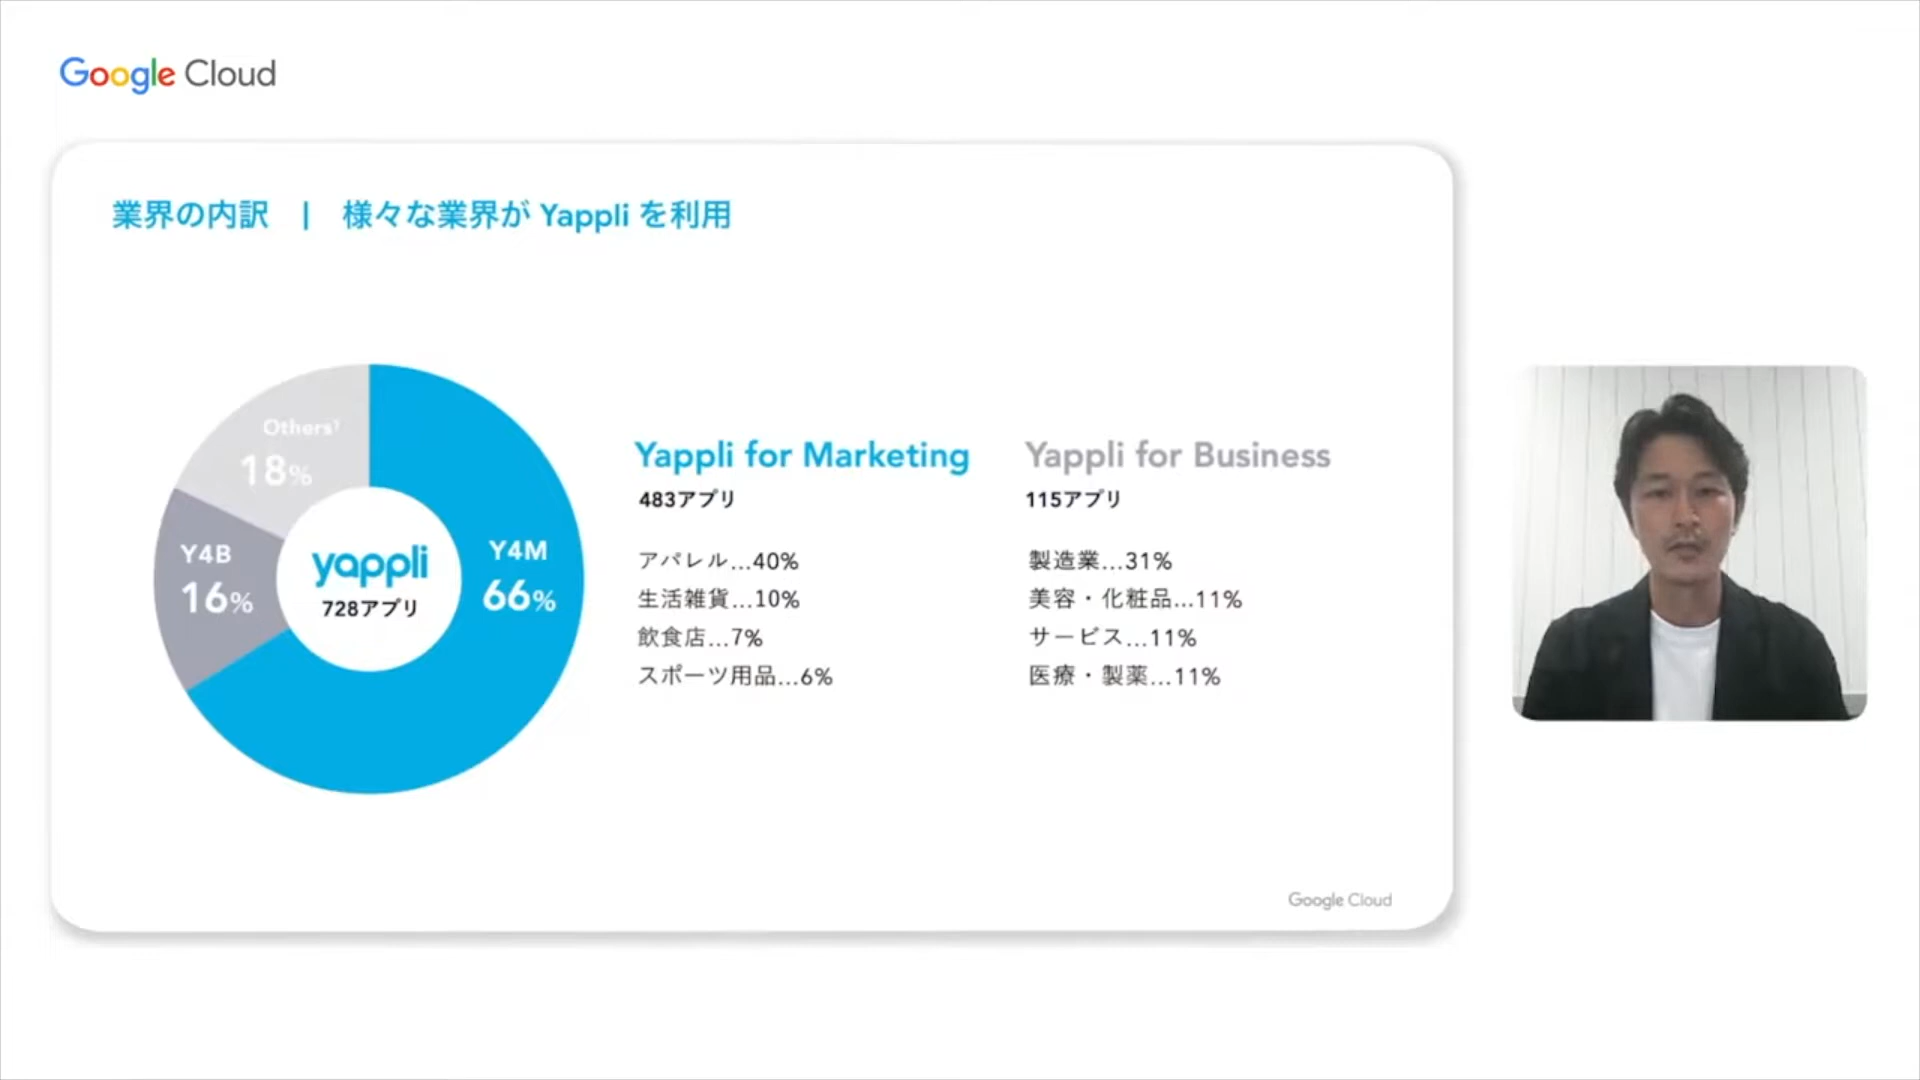 Google Cloud
業界の内訳 | 様々な業界が Yappli を利用
Others¹
18%
Y4B
16%
yappli
728アプリ
Y4M
66%
Yappli for Marketing
483アプリ
アパレル...40%
生活雑貨...10%
飲食店...7%
スポーツ用品...6%
Yappli for Business
115アプリ
製造業...31%
美容・化粧品...11%
サービス...11%
医療・製薬...11%
Google Cloud